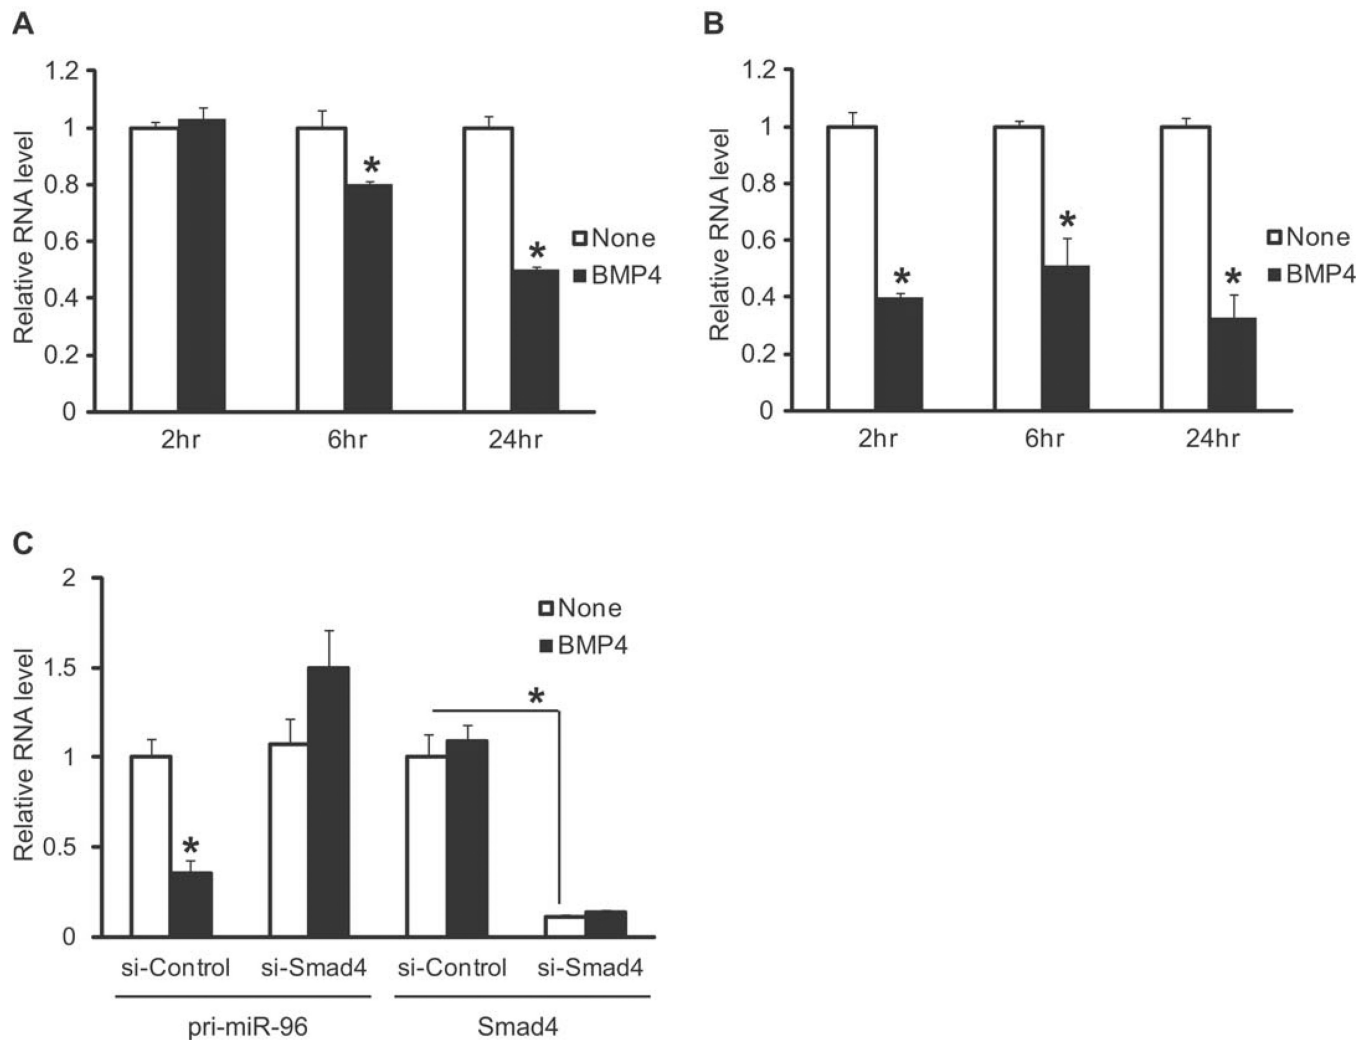 A
Relative RNA level
1.2
1
0.8
0.6
0.4
0.2
0
*
*
None
BMP4
2hr 6hr 24hr
B
Relative RNA level
1.2
1
0.8
0.6
0.4
0.2
0
*
*
*
None
BMP4
2hr 6hr 24hr
C
Relative RNA level
2
1.5
1
0.5
0
None
BMP4
*
*
si-Control si-Smad4 si-Control si-Smad4
pri-miR-96 Smad4